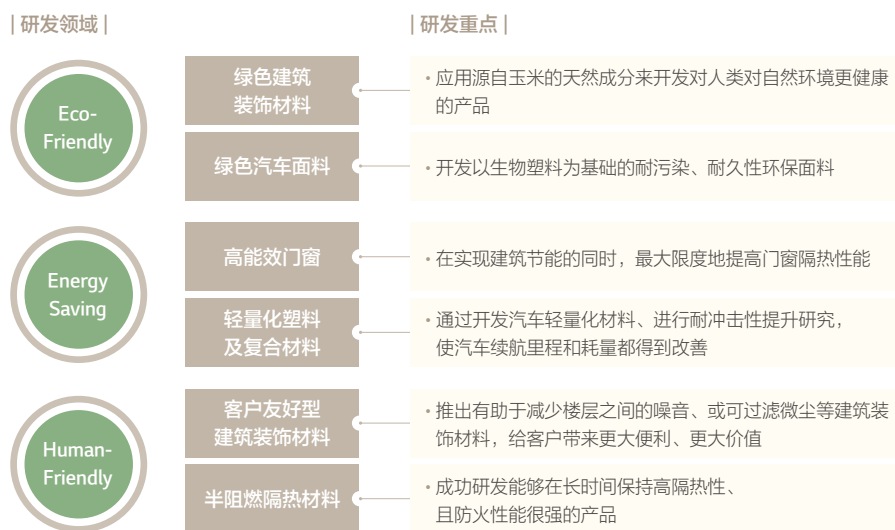 | 研发领域 |
| 研发重点 |
Eco-
Friendly
绿色建筑
装饰材料
• 应用源自玉米的天然成分来开发对人类对自然环境更健康
的产品
绿色汽车面料
• 开发以生物塑料为基础的耐污染、耐久性环保面料
Energy
Saving
高能效门窗
• 在实现建筑节能的同时，最大限度地提高门窗隔热性能
轻量化塑料
及复合材料
• 通过开发汽车轻量化材料、进行耐冲击性提升研究，
使汽车续航里程和耗量都得到改善
Human-
Friendly
客户友好型
建筑装饰材料
• 推出有助于减少楼层之间的噪音、或可过滤微尘等建筑装
饰材料，给客户带来更大便利、更大价值
半阻燃隔热材料
• 成功研发能够在长时间保持高隔热性、
且防火性能很强的产品